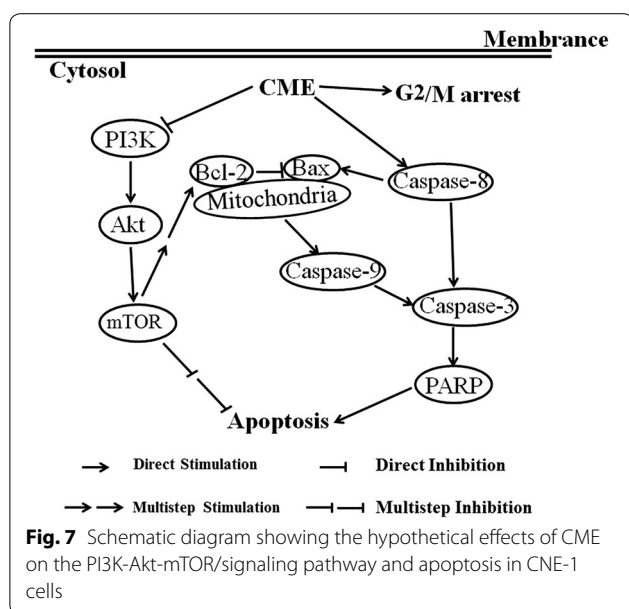 Membrance
Cytosol
CME
G2/M arrest
PI3K
Bcl-2
Bax
Caspase-8
Mitochondria
Akt
Caspase-9
Caspase-3
mTOR
PARP
Apoptosis
Direct Stimulation
Direct Inhibition
Multistep Stimulation
Multistep Inhibition
Fig. 7 Schematic diagram showing the hypothetical effects of CME
on the PI3K-Akt-mTOR/signaling pathway and apoptosis in CNE-1
cells